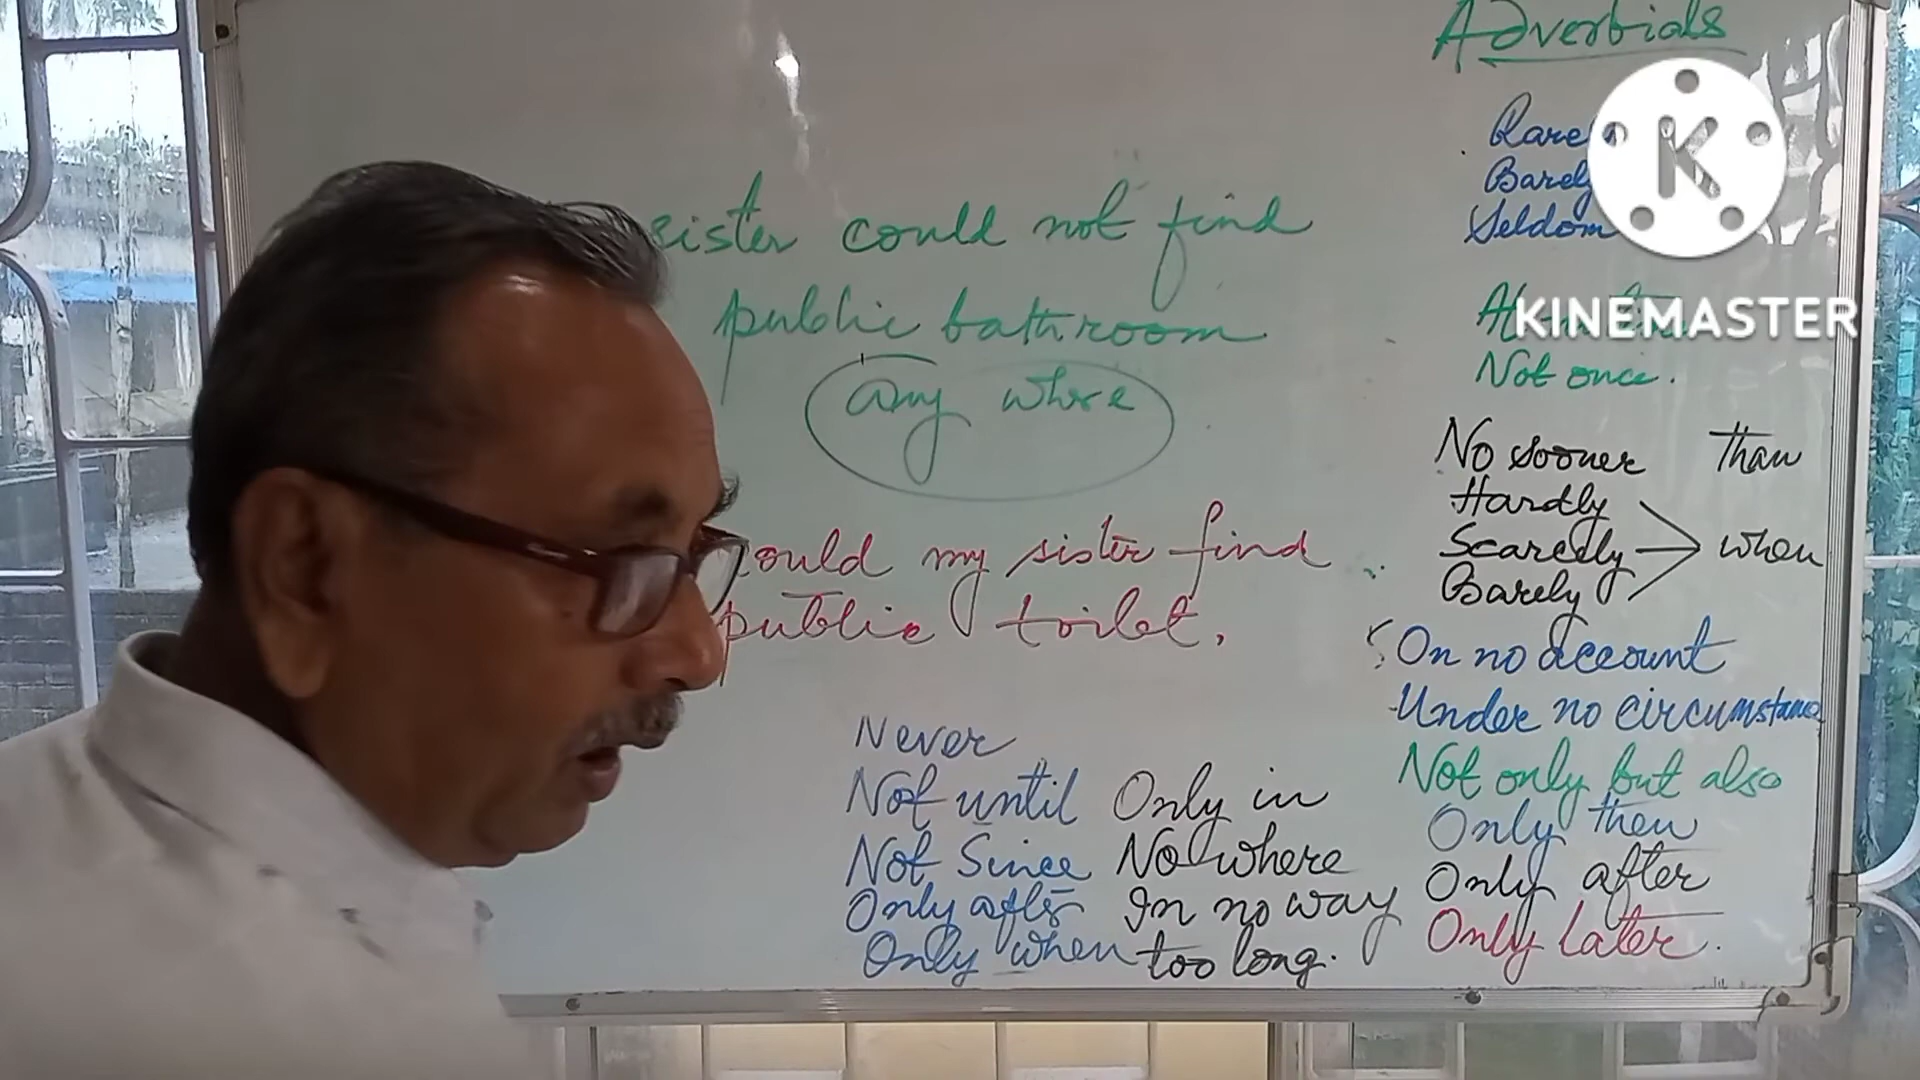 Adverbials
Barely
Seldom
KINEMASTER
Not once.
sister could not find
public bathroom
any where
ould my sister find
public toilet.
No sooner than
Hardly
Scarcely when
Barely
On no account
Under no circumstance
Not only but also
Only then
Only after
Only Later.
Never
Not until Only in
Not Since No where
Only after In no way
Only when too long.